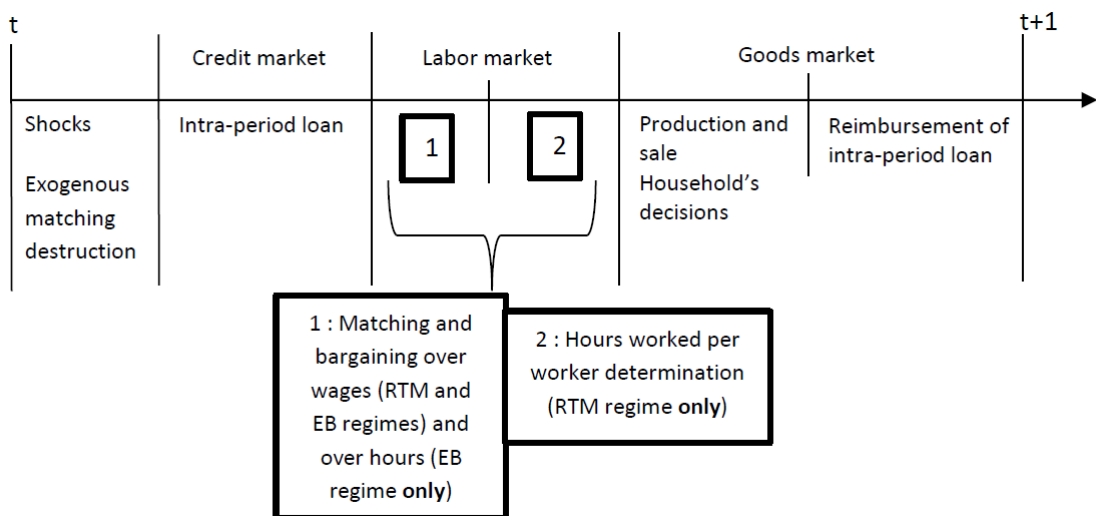 t
t+1
Credit market
Labor market
Goods market
Shocks
Exogenous
matching
destruction
Intra-period loan
1
2
Production and
sale
Household’s
decisions
Reimbursement of
intra-period loan
1 : Matching and
bargaining over
wages (RTM and
EB regimes) and
over hours (EB
regime only)
2 : Hours worked per
worker determination
(RTM regime only)